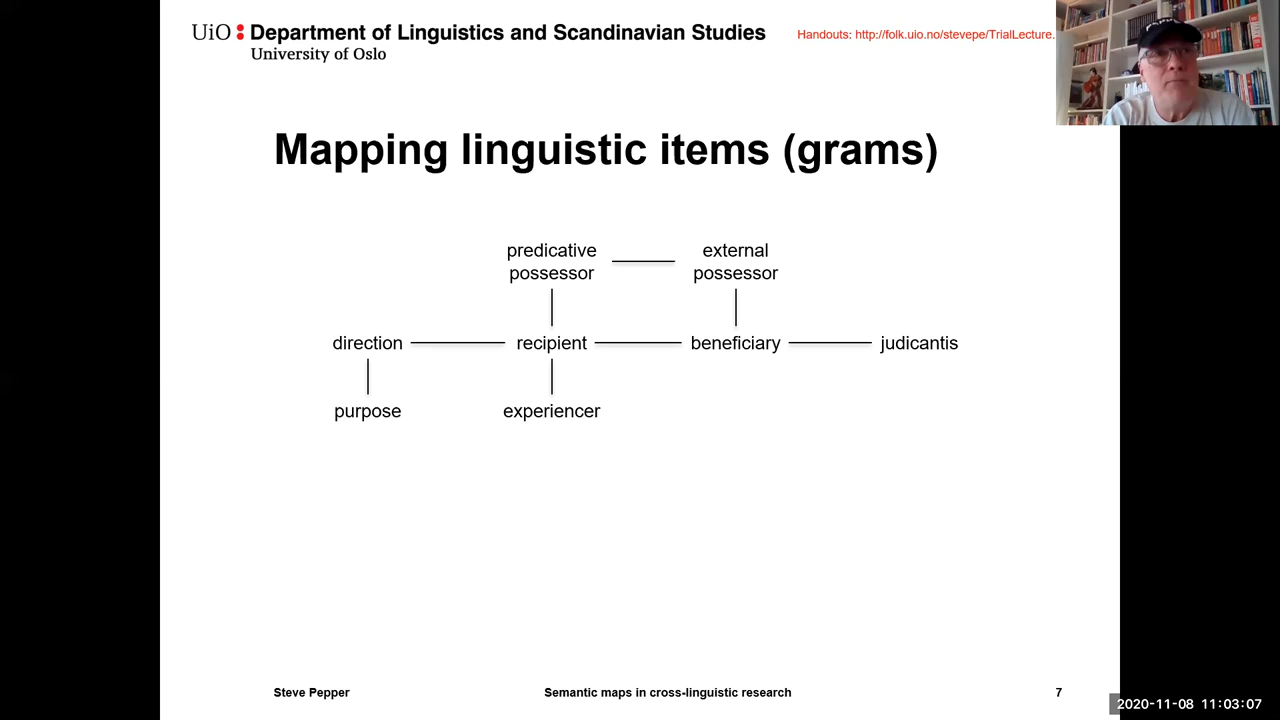 UiO : Department of Linguistics and Scandinavian Studies
University of Oslo
Handouts: http://folk.uio.no/stevepe/TrialLecture.
Mapping linguistic items (grams)
predicative possessor
external possessor
direction
recipient
beneficiary
judicantis
purpose
experiencer
Steve Pepper
Semantic maps in cross-linguistic research
7
2020-11-08 11:03:07